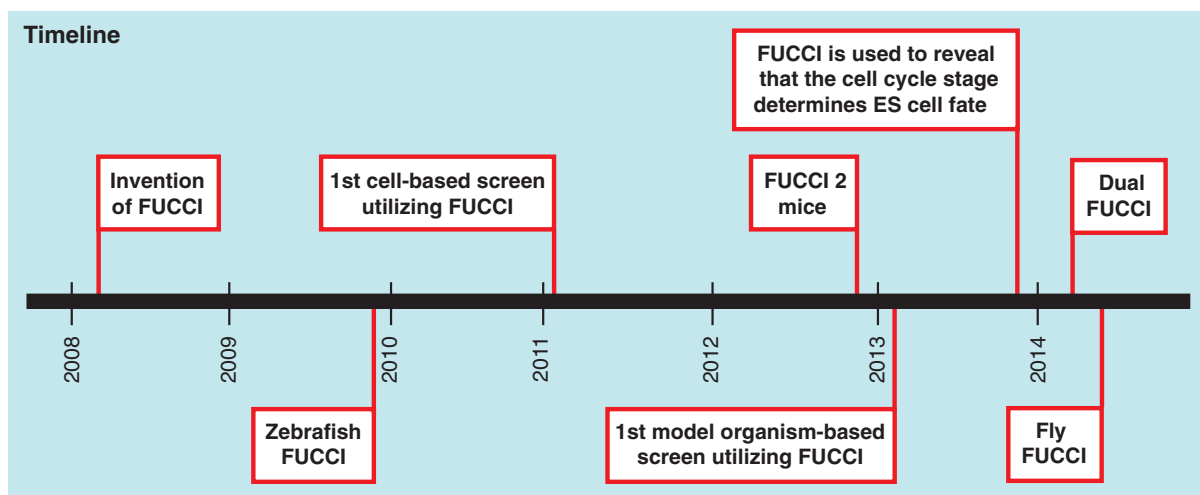 Timeline
FUCCI is used to reveal
that the cell cycle stage
determines ES cell fate
Invention
of FUCCI
1st cell-based screen
utilizing FUCCI
FUCCI 2
mice
Dual
FUCCI
2008
2009
2010
2011
2012
2013
2014
Zebrafish
FUCCI
1st model organism-based
screen utilizing FUCCI
Fly
FUCCI